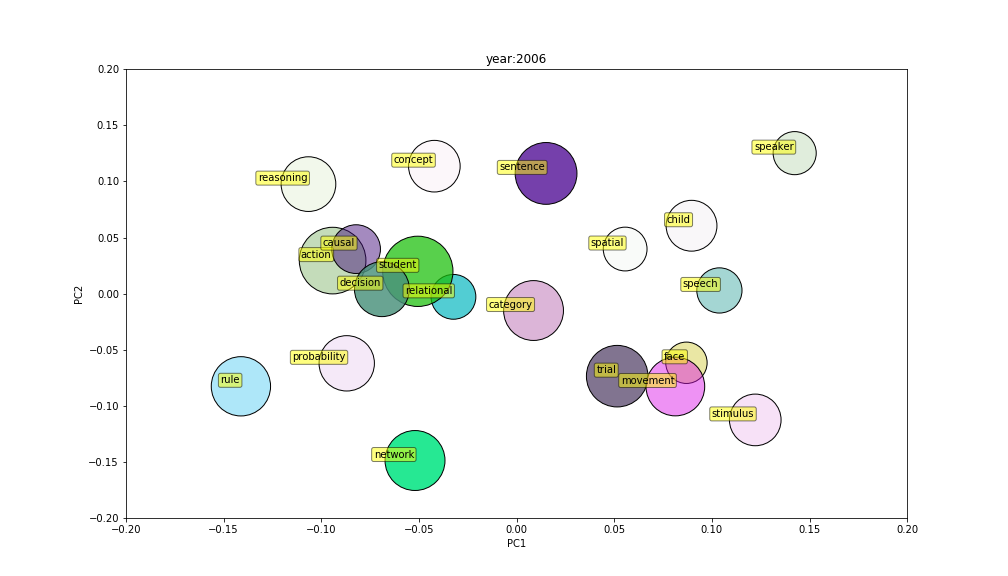 year:2006
0.20
0.15
0.10
0.05
0.00
−0.05
−0.10
−0.15
−0.20
PC2
speaker
concept
sentence
reasoning
child
spatial
causal
action
student
decision
relational
speech
category
probability
face
trial
movement
rule
stimulus
network
−0.20
−0.15
−0.10
−0.05
0.00
0.05
0.10
0.15
0.20
PC1